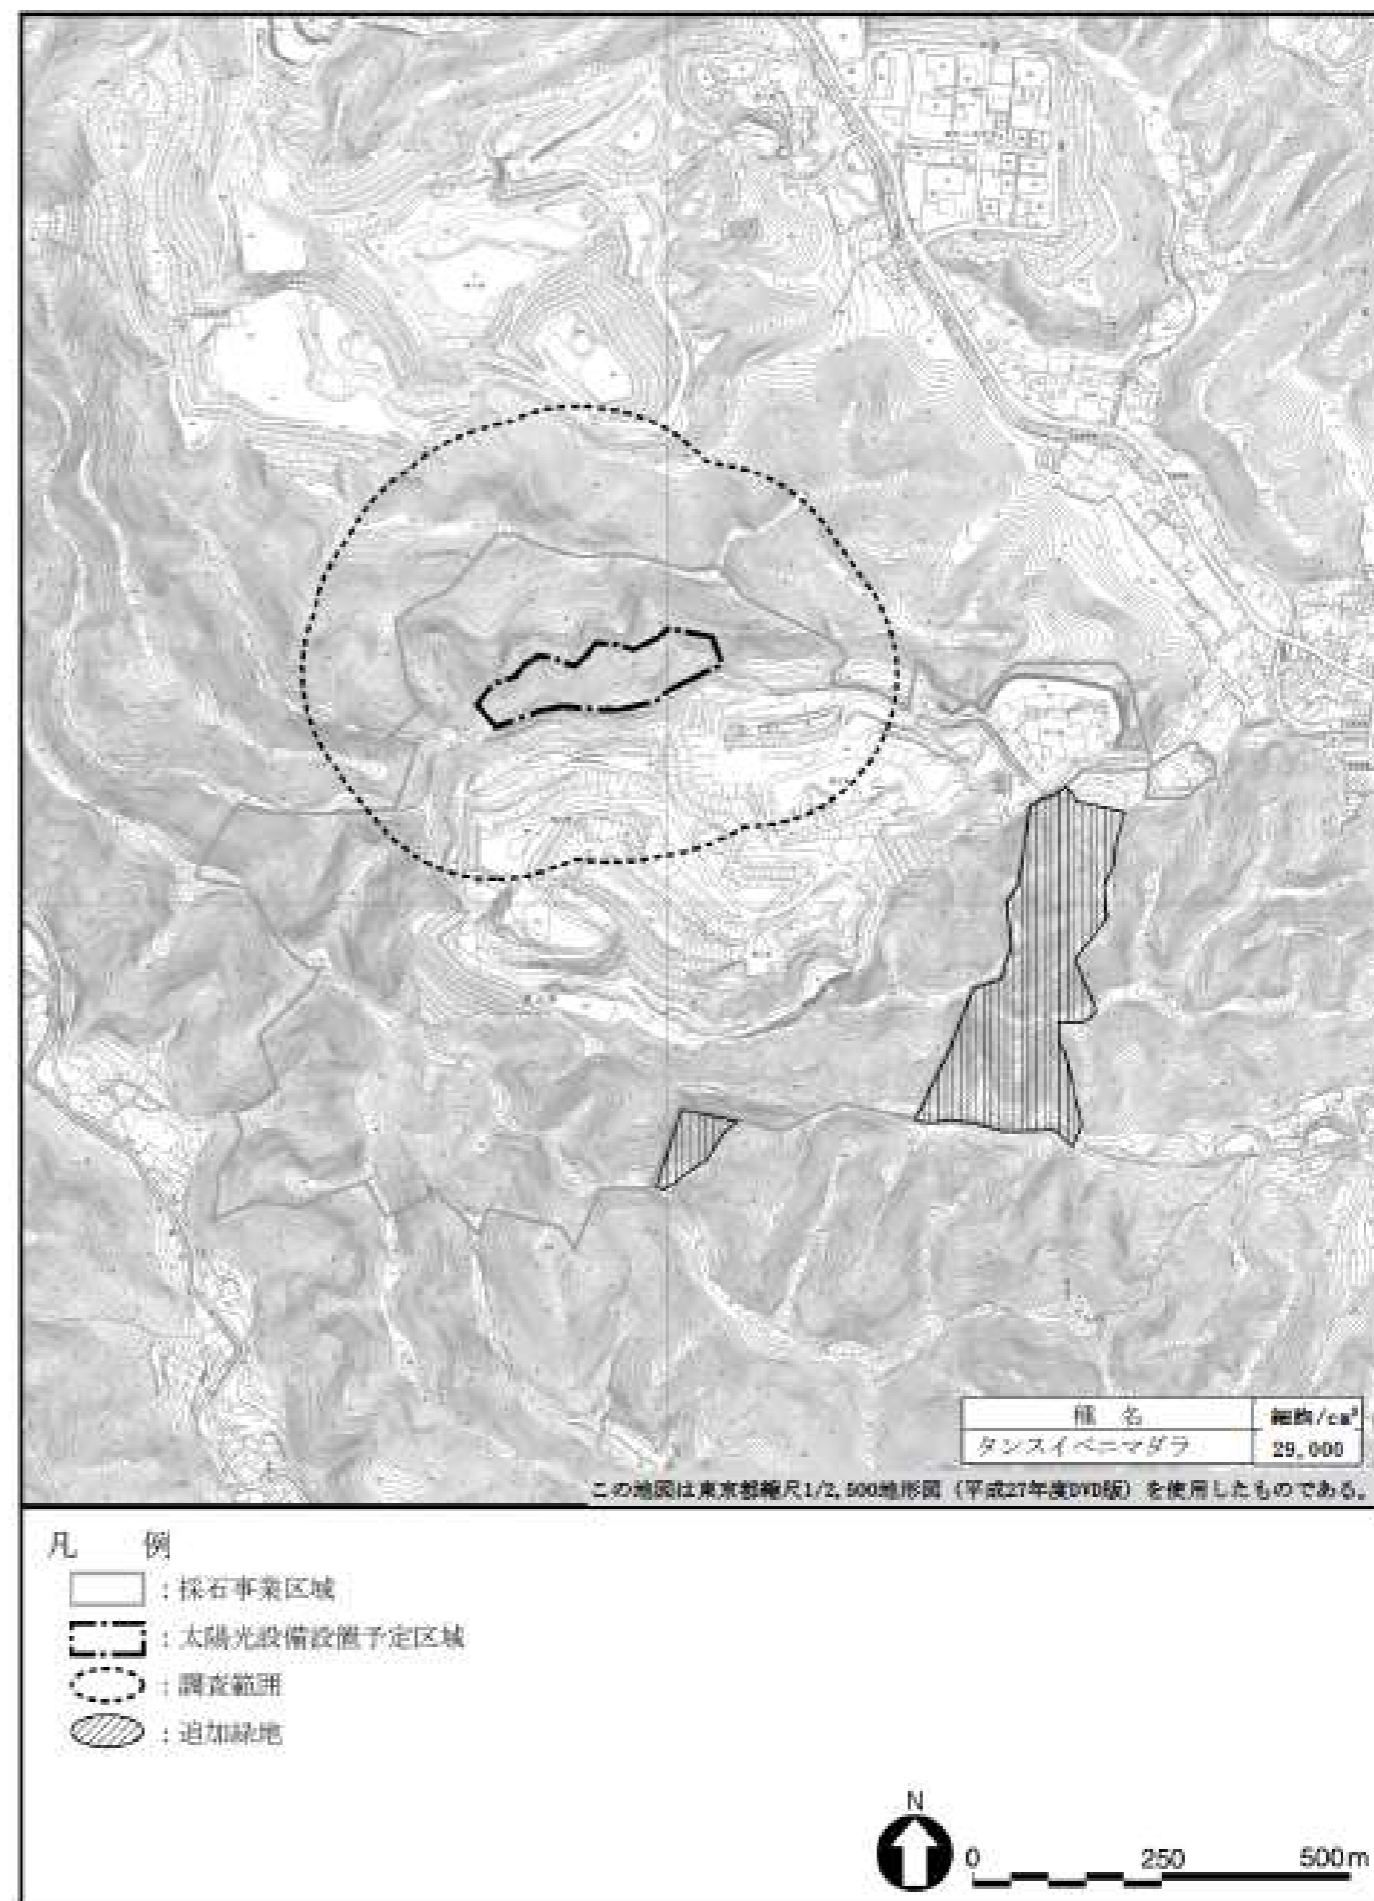 種 名 細胞/cm²
タンスイベニマダラ 29,000
この地図は東京都縮尺1/2,500地形図（平成27年度DVD版）を使用したものである。
凡 例
：採石事業区域
：太陽光設備設置予定区域
：調査範囲
：追加緑地
N
0 250 500m